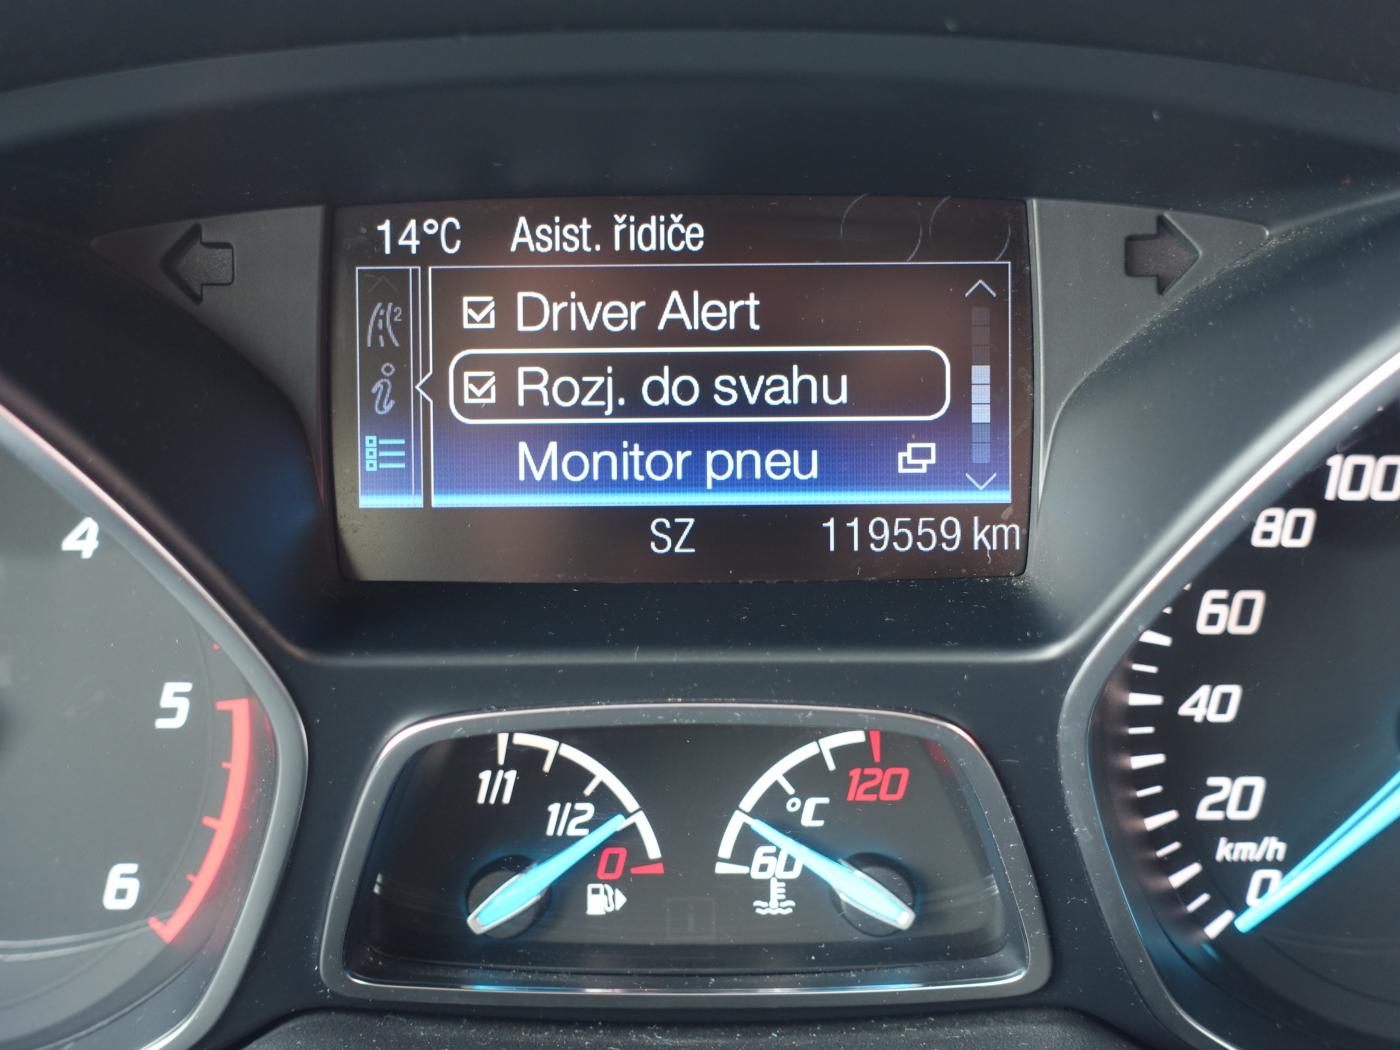 14°C Asist. řidiče
Driver Alert
Rozj. do svahu
Monitor pneu
SZ 119559 km
4
5
6
1/1
1/2
0
°C
120
60
100
80
60
40
20
km/h
0